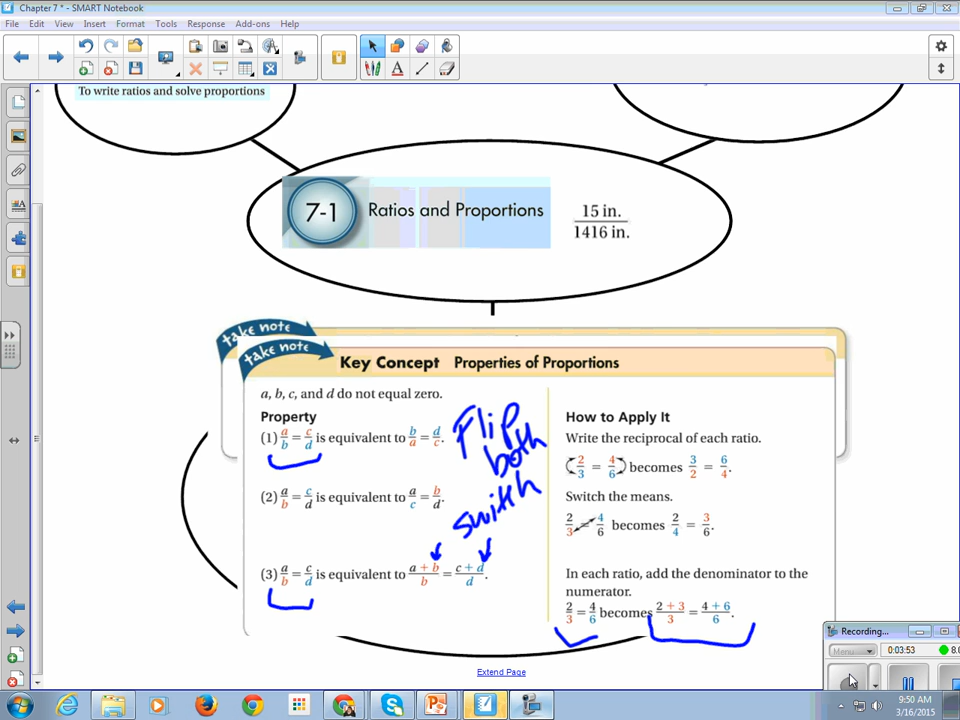 Chapter 7 * - SMART Notebook
File Edit View Insert Format Tools Response Add-ons Help
To write ratios and solve proportions
7-1 Ratios and Proportions
15 in.
1416 in.
take note
take note
Key Concept Properties of Proportions
a, b, c, and d do not equal zero.
Property
(1) a/b = c/d is equivalent to b/a = d/c.
(2) a/b = c/d is equivalent to a/c = b/d.
(3) a/b = c/d is equivalent to a + b/b = c + d/d.
Flip
both
switch
How to Apply It
Write the reciprocal of each ratio.
2/3 = 4/6 becomes 3/2 = 6/4.
Switch the means.
2/3 = 4/6 becomes 2/4 = 3/6.
In each ratio, add the denominator to the
numerator.
2/3 = 4/6 becomes 2 + 3/3 = 4 + 6/6.
Extend Page
Recording...
Menu
0:03:53
8.0
9:50 AM
3/16/2015